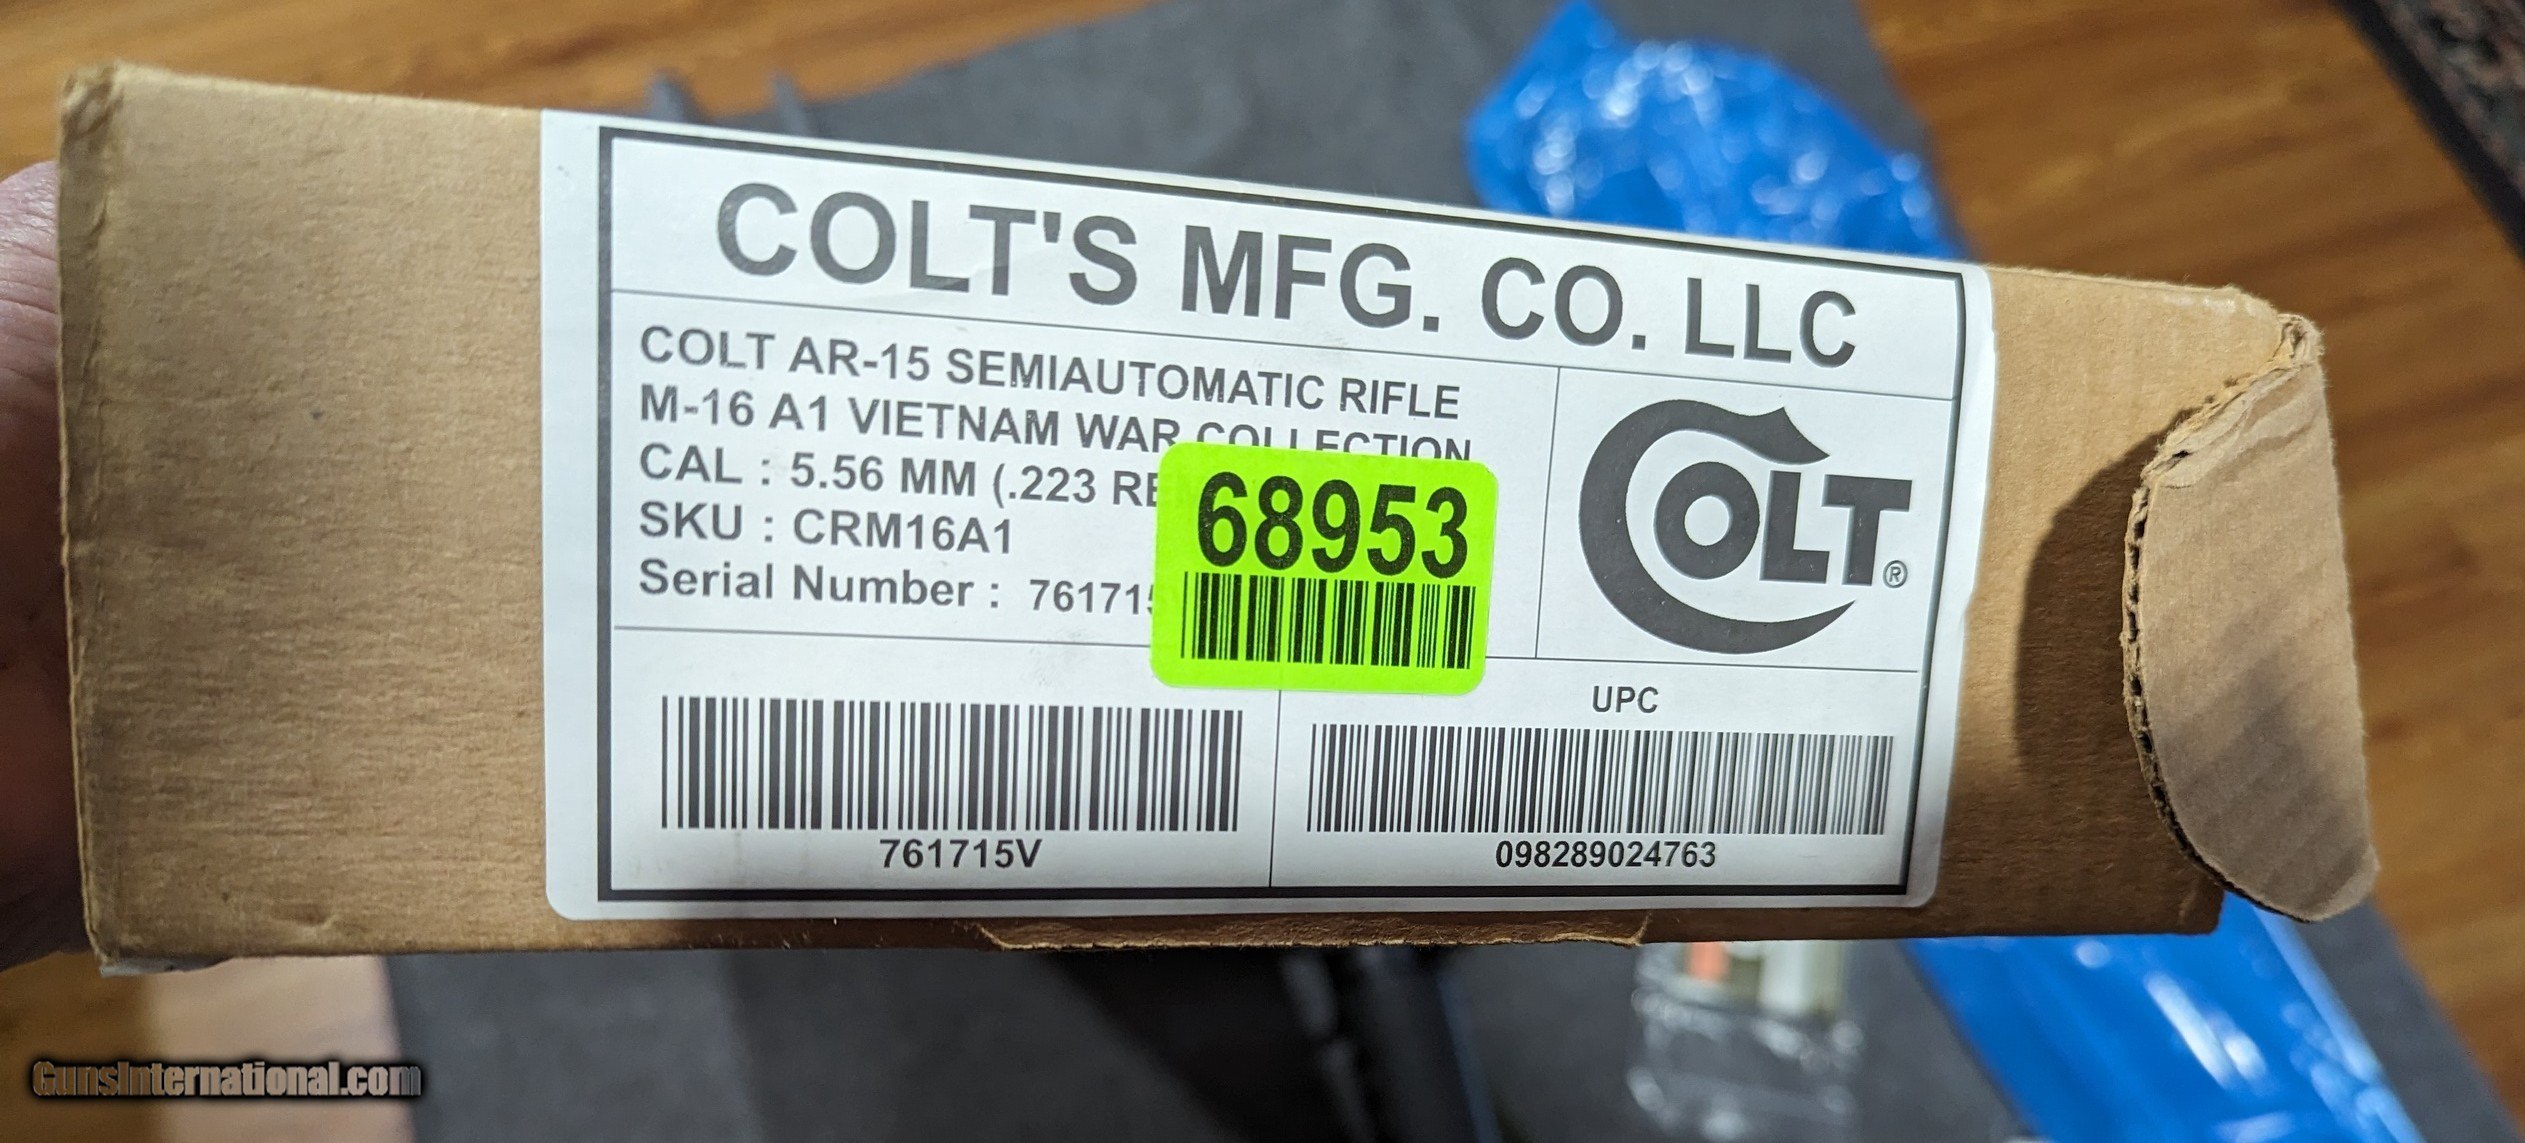 COLT'S MFG. CO. LLC
COLT AR-15 SEMIAUTOMATIC RIFLE
M-16 A1 VIETNAM WAR COLLECTION
CAL : 5.56 MM (.223
SKU : CRM16A1
Serial Number : 761715
68953
COLT®
761715V
UPC
098289024763
GunsInternational.com